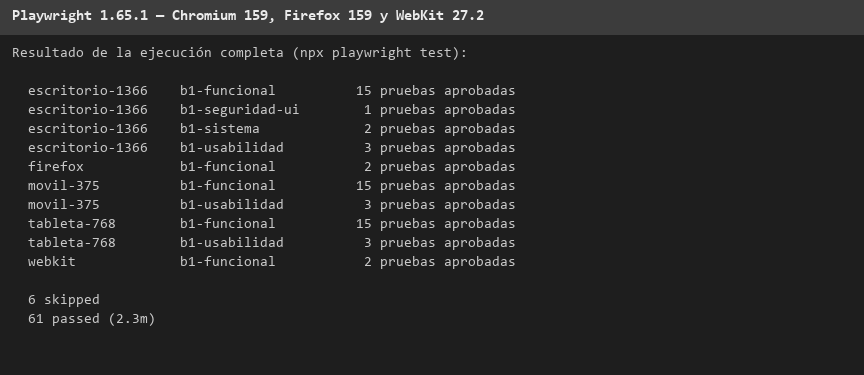 Playwright 1.65.1 — Chromium 159, Firefox 159 y WebKit 27.2
Resultado de la ejecución completa (npx playwright test):
escritorio-1366 b1-funcional 15 pruebas aprobadas
escritorio-1366 b1-seguridad-ui 1 pruebas aprobadas
escritorio-1366 b1-sistema 2 pruebas aprobadas
escritorio-1366 b1-usabilidad 3 pruebas aprobadas
firefox b1-funcional 2 pruebas aprobadas
movil-375 b1-funcional 15 pruebas aprobadas
movil-375 b1-usabilidad 3 pruebas aprobadas
tableta-768 b1-funcional 15 pruebas aprobadas
tableta-768 b1-usabilidad 3 pruebas aprobadas
webkit b1-funcional 2 pruebas aprobadas
6 skipped
61 passed (2.3m)